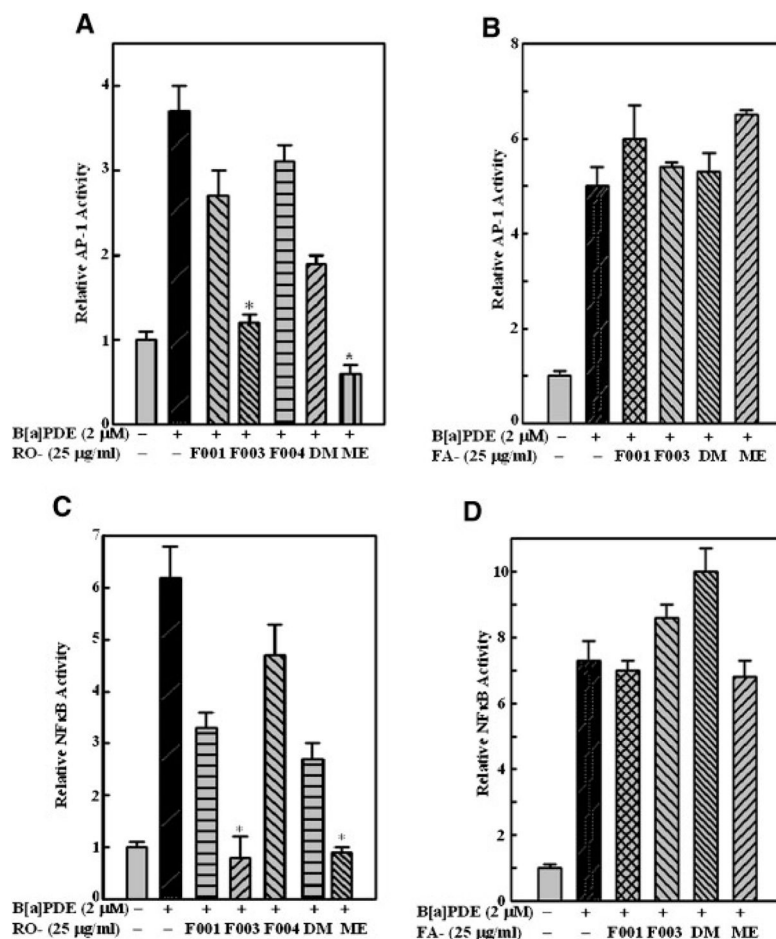 A
Relative AP-1 Activity
4
3
2
1
0
*
*
B[a]PDE (2 µM) – + + + + + +
RO- (25 µg/ml) – – F001 F003 F004 DM ME
B
Relative AP-1 Activity
8
6
4
2
0
B[a]PDE (2 µM) – + + + + +
FA- (25 µg/ml) – – F001 F003 DM ME
C
Relative NFκB Activity
7
6
5
4
3
2
1
0
*
*
B[a]PDE (2 µM) – + + + + + +
RO- (25 µg/ml) – – F001 F003 F004 DM ME
D
Relative NFκB Activity
10
8
6
4
2
0
B[a]PDE (2 µM) – + + + + +
FA- (25 µg/ml) – – F001 F003 DM ME